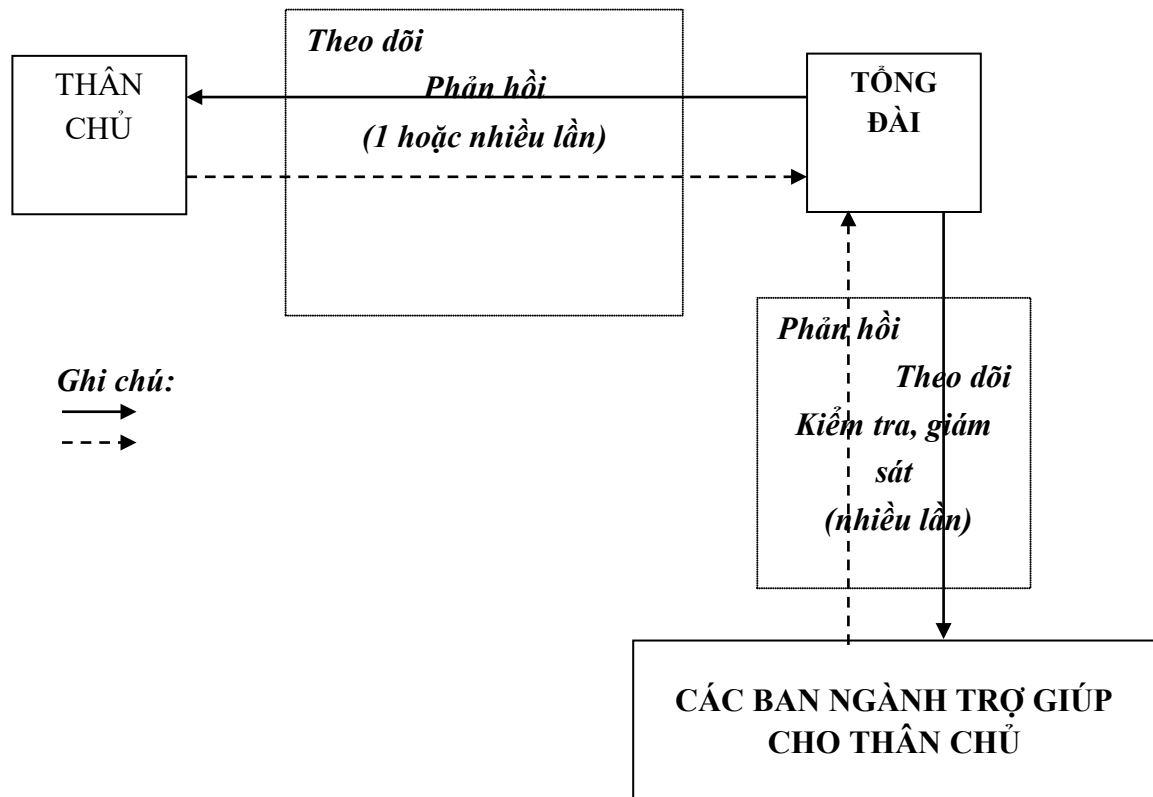 Theo dõi
THÂN
CHỦ
Phản hồi
(1 hoặc nhiều lần)
TỔNG
ĐÀI
Phản hồi
Theo dõi
Kiểm tra, giám
sát
(nhiều lần)
Ghi chú:
CÁC BAN NGÀNH TRỢ GIÚP
CHO THÂN CHỦ